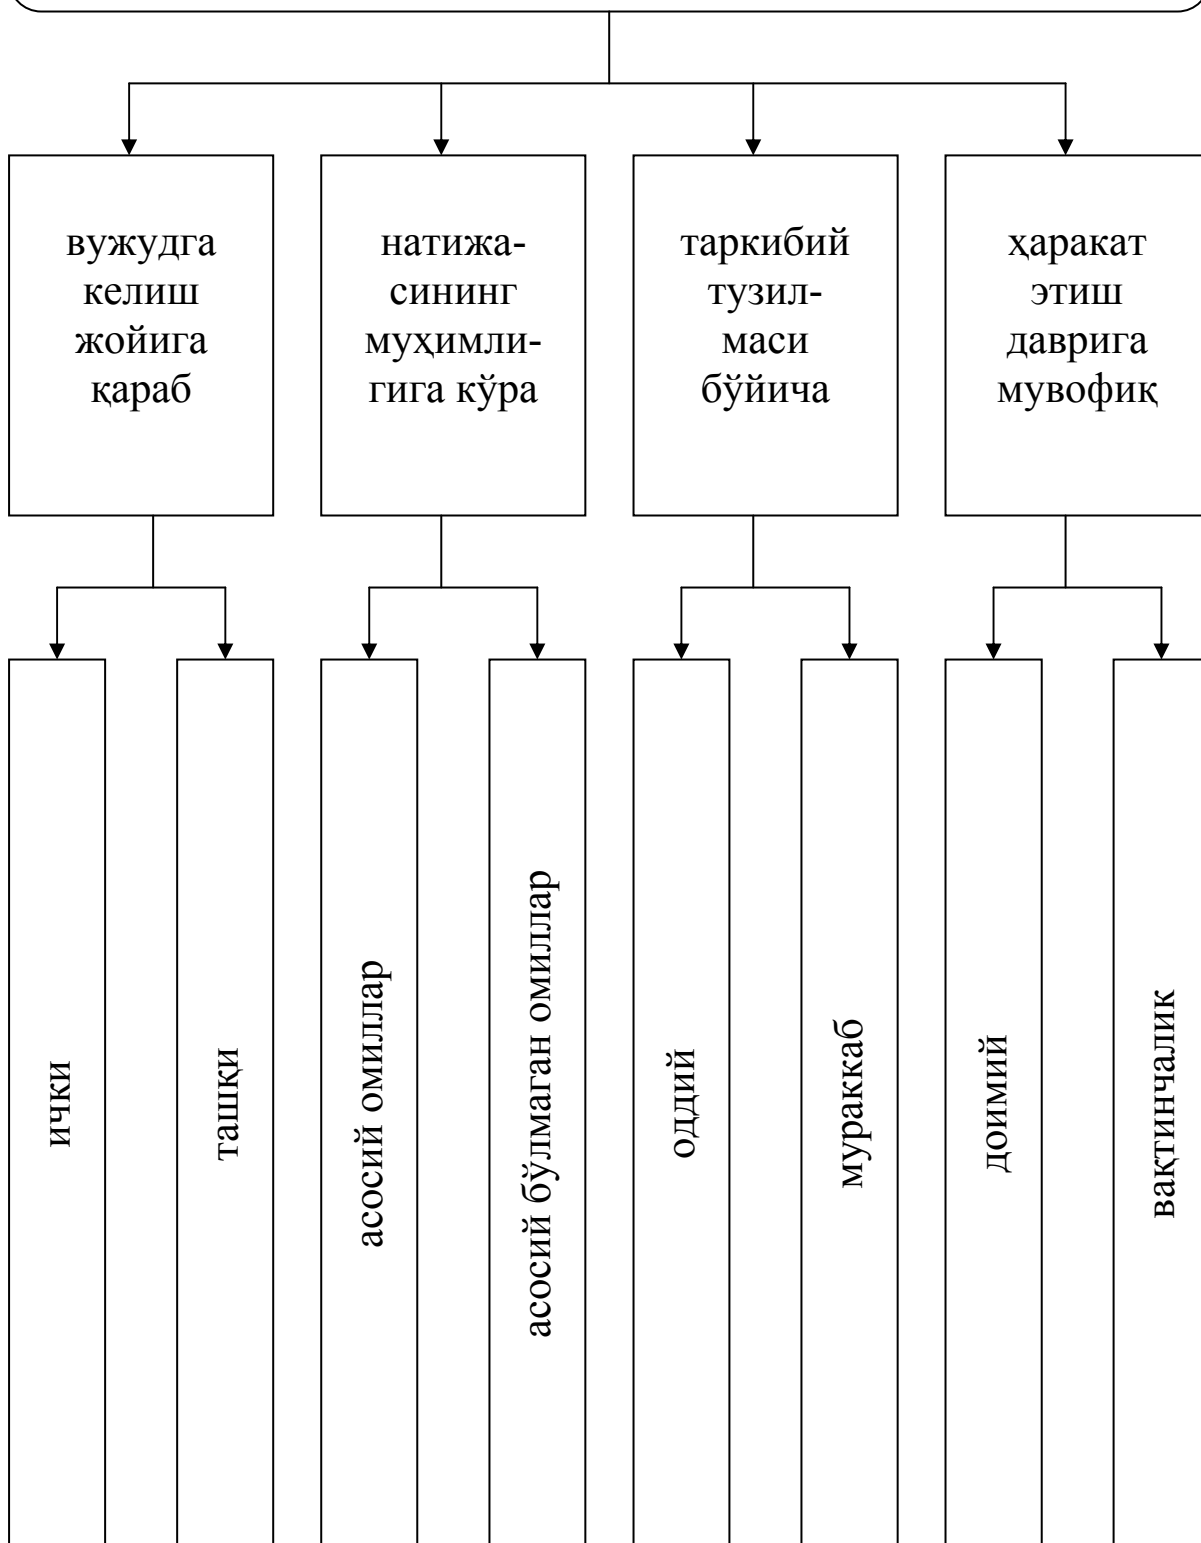 вужудга
келиш
жойига
қараб
натижа-
сининг
муҳимли-
гига кўра
таркибий
тузил-
маси
бўйича
ҳаракат
этиш
даврига
мувофиқ
ички
ташқи
асосий омиллар
асосий бўлмаган омиллар
оддий
мураккаб
доимий
вақтинчалик